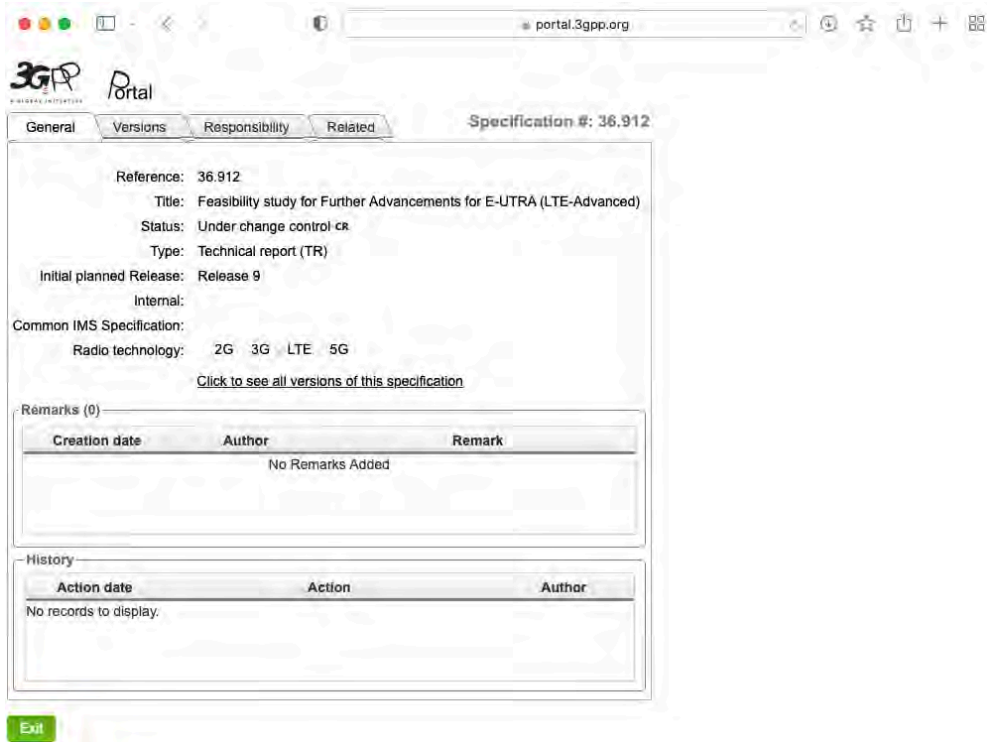 portal.3gpp.org
3GPP
A GLOBAL INITIATIVE
Portal
General Versions Responsibility Related Specification #: 36.912
Reference: 36.912
Title: Feasibility study for Further Advancements for E-UTRA (LTE-Advanced)
Status: Under change control CR
Type: Technical report (TR)
Initial planned Release: Release 9
Internal:
Common IMS Specification:
Radio technology: 2G 3G LTE 5G
Click to see all versions of this specification
Remarks (0)
Creation date Author Remark
No Remarks Added
History
Action date Action Author
No records to display.
Exit